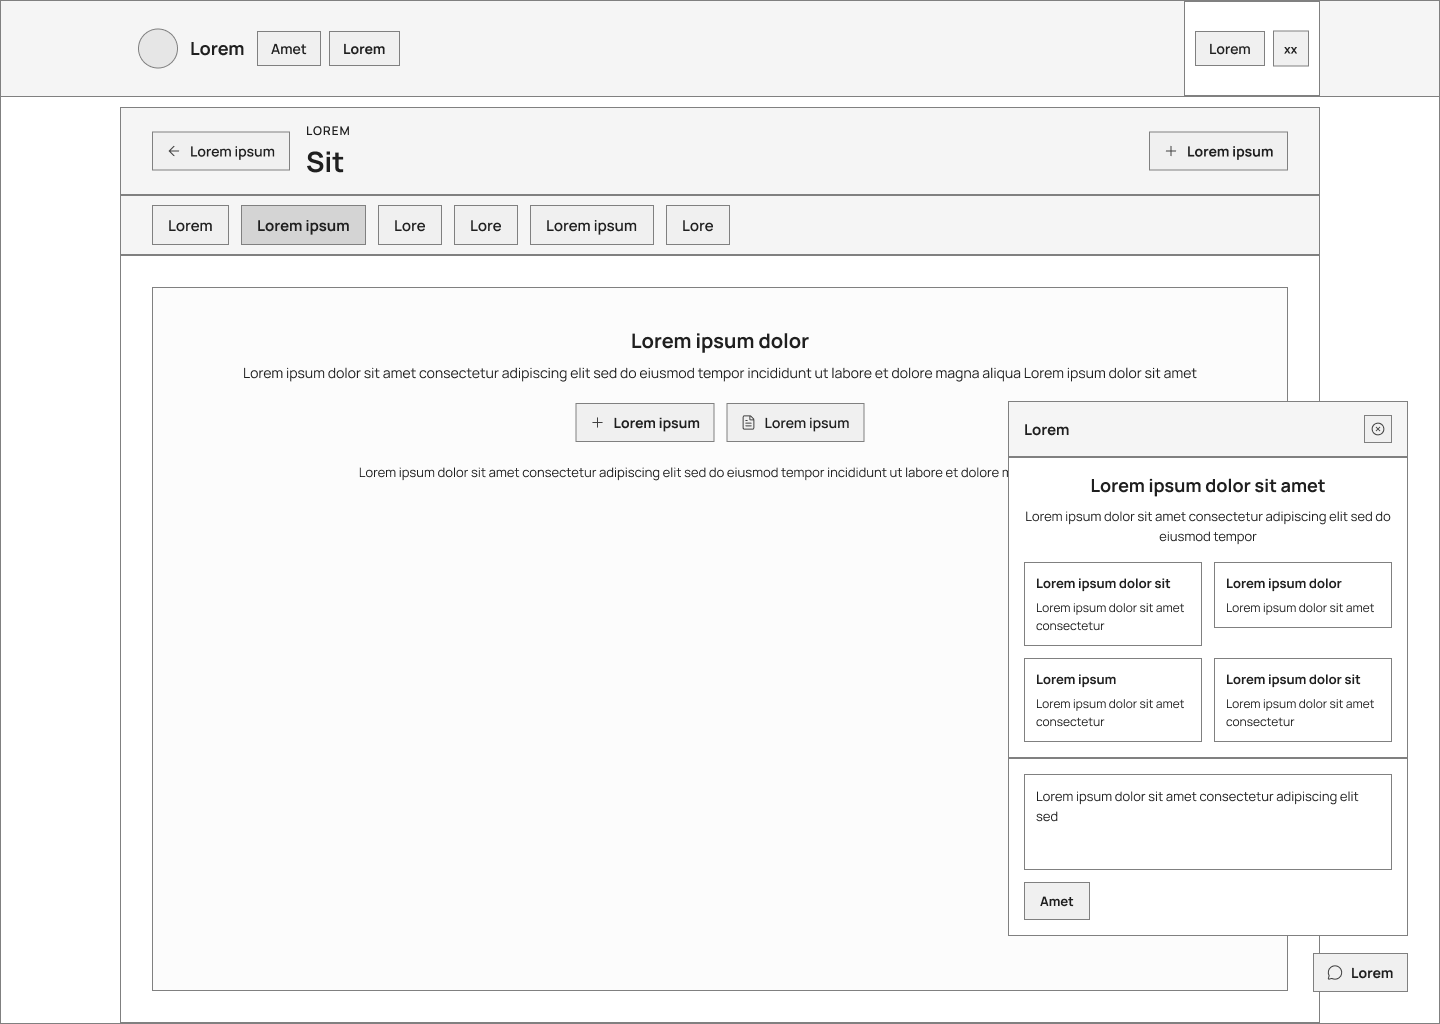 Lorem
Amet
Lorem
Lorem
xx
Lorem ipsum
LOREM
Sit
Lorem ipsum
Lorem
Lorem ipsum
Lore
Lore
Lorem ipsum
Lore
Lorem ipsum dolor
Lorem ipsum dolor sit amet consectetur adipiscing elit sed do eiusmod tempor incididunt ut labore et dolore magna aliqua Lorem ipsum dolor sit amet
Lorem ipsum
Lorem ipsum
Lorem ipsum dolor sit amet consectetur adipiscing elit sed do eiusmod tempor incididunt ut labore et dolore
Lorem
Lorem ipsum dolor sit amet
Lorem ipsum dolor sit amet consectetur adipiscing elit sed do
eiusmod tempor
Lorem ipsum dolor sit
Lorem ipsum dolor sit amet
consectetur
Lorem ipsum dolor
Lorem ipsum dolor sit amet
Lorem ipsum
Lorem ipsum dolor sit amet
consectetur
Lorem ipsum dolor sit
Lorem ipsum dolor sit amet
consectetur
Lorem ipsum dolor sit amet consectetur adipiscing elit
sed
Amet
Lorem